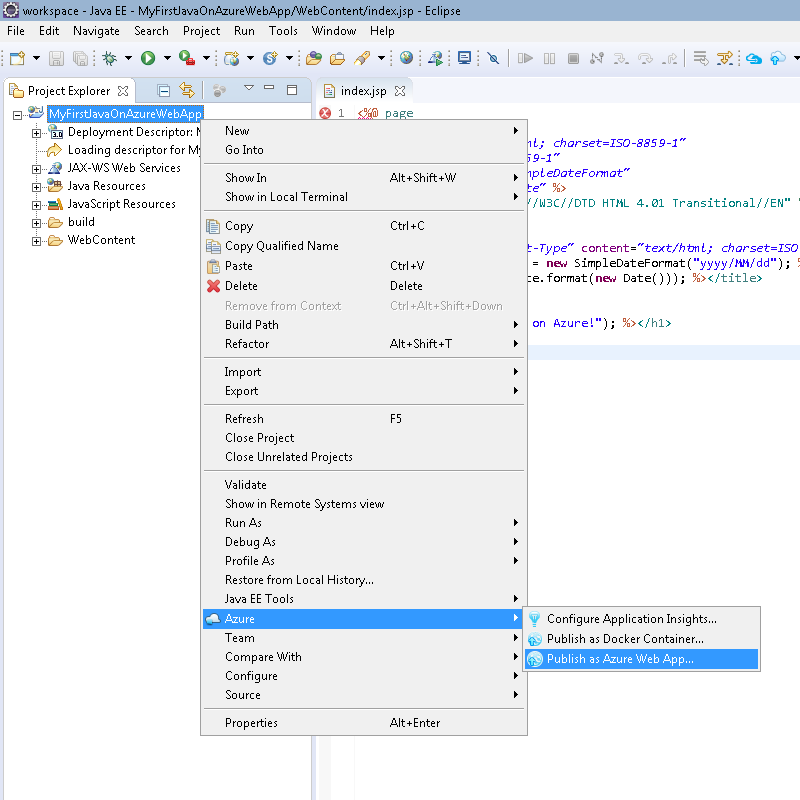 workspace - Java EE - MyFirstJavaOnAzureWebApp/WebContent/index.jsp - Eclipse
File Edit Navigate Search Project Run Tools Window Help
Project Explorer
index.jsp
MyFirstJavaOnAzureWebApp
1 <%@ page
Deployment Descriptor:
Loading descriptor for My
JAX-WS Web Services
Java Resources
JavaScript Resources
build
WebContent
ml; charset=ISO-8859-1"
59-1"
mpleDateFormat"
te" %>
//W3C//DTD HTML 4.01 Transitional//EN" "
t-Type" content="text/html; charset=ISO
= new SimpleDateFormat("yyyy/MM/dd"); %
te.format(new Date())); %></title>
on Azure!"); %></h1>
New
Go Into
Show In Alt+Shift+W
Show in Local Terminal
Copy Ctrl+C
Copy Qualified Name
Paste Ctrl+V
Delete Delete
Remove from Context Ctrl+Alt+Shift+Down
Build Path
Refactor Alt+Shift+T
Import
Export
Refresh F5
Close Project
Close Unrelated Projects
Validate
Show in Remote Systems view
Run As
Debug As
Profile As
Restore from Local History...
Java EE Tools
Azure
Team
Compare With
Configure
Source
Properties Alt+Enter
Configure Application Insights...
Publish as Docker Container...
Publish as Azure Web App...